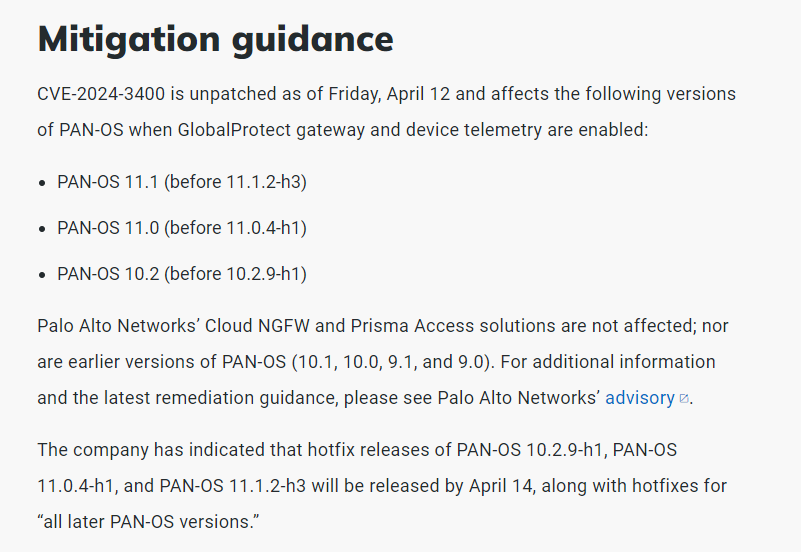 Mitigation guidance
CVE-2024-3400 is unpatched as of Friday, April 12 and affects the following versions
of PAN-OS when GlobalProtect gateway and device telemetry are enabled:
• PAN-OS 11.1 (before 11.1.2-h3)
• PAN-OS 11.0 (before 11.0.4-h1)
• PAN-OS 10.2 (before 10.2.9-h1)
Palo Alto Networks’ Cloud NGFW and Prisma Access solutions are not affected; nor
are earlier versions of PAN-OS (10.1, 10.0, 9.1, and 9.0). For additional information
and the latest remediation guidance, please see Palo Alto Networks’ advisory.
The company has indicated that hotfix releases of PAN-OS 10.2.9-h1, PAN-OS
11.0.4-h1, and PAN-OS 11.1.2-h3 will be released by April 14, along with hotfixes for
“all later PAN-OS versions.”